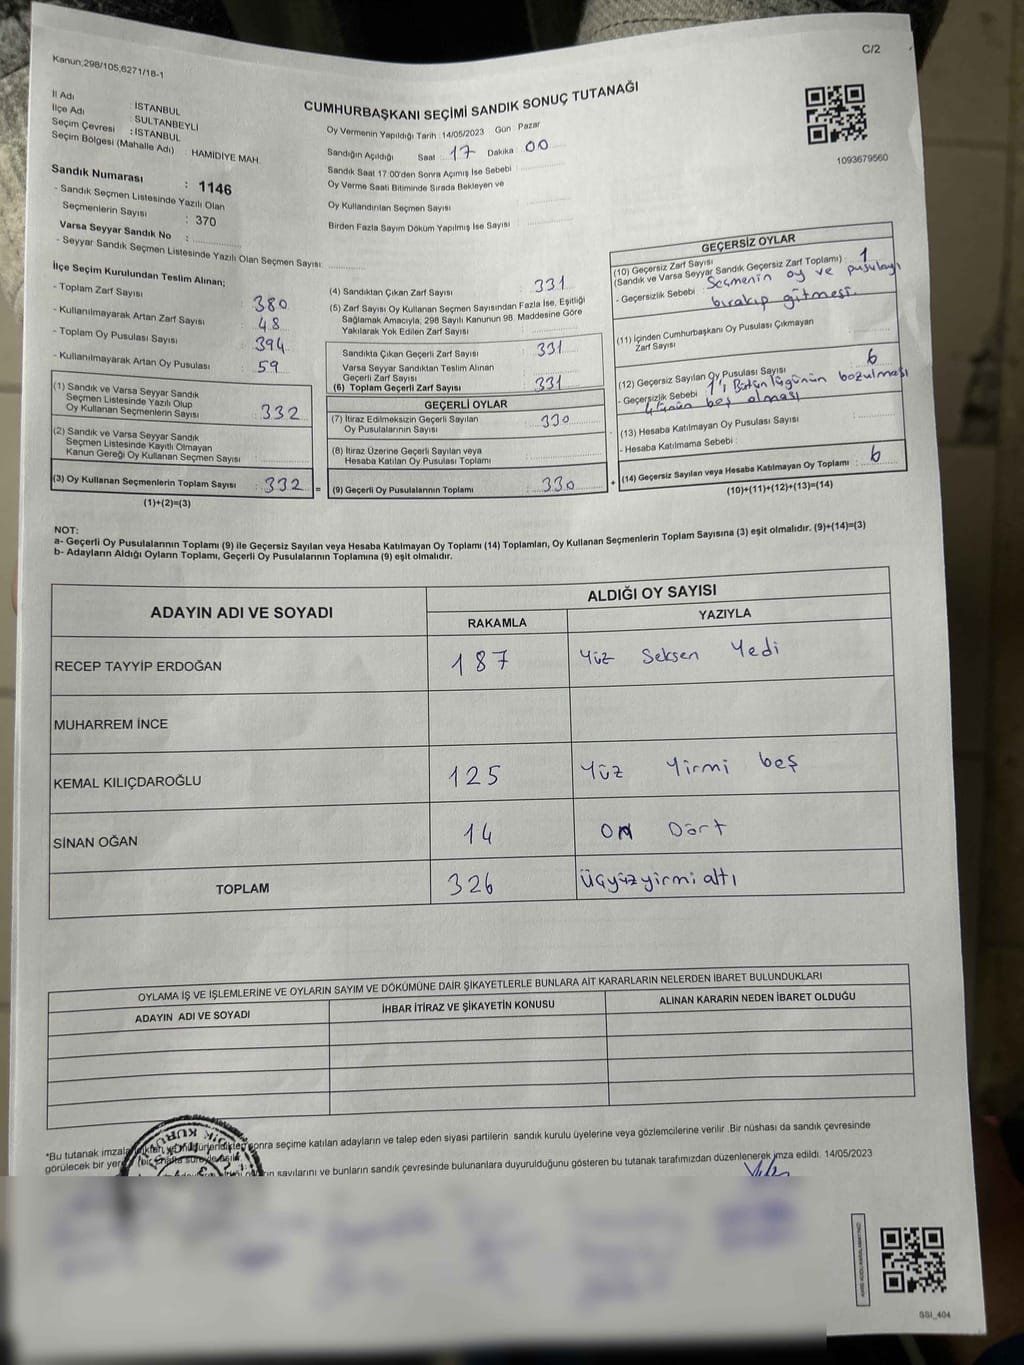 C/2
Kanun;298/105,6271/18-1
CUMHURBAŞKANI SEÇİMİ SANDIK SONUÇ TUTANAĞI
İl Adı : İSTANBUL
İlçe Adı : SULTANBEYLİ
Seçim Çevresi : İSTANBUL
Seçim Bölgesi (Mahalle Adı) : HAMİDİYE MAH.
Sandık Numarası : 1146
- Sandık Seçmen Listesinde Yazılı Olan
Seçmenlerin Sayısı : 370
Varsa Seyyar Sandık No :
- Seyyar Sandık Seçmen Listesinde Yazılı Olan Seçmen Sayısı:
Oy Vermenin Yapıldığı Tarih : 14/05/2023 Gün : Pazar
Sandığın Açıldığı Saat : 17 Dakika : 00
Sandık Saat 17:00'den Sonra Açımış İse Sebebi :
Oy Verme Saati Bitiminde Sırada Bekleyen ve
Oy Kullandırılan Seçmen Sayısı
Birden Fazla Sayım Döküm Yapılmış İse Sayısı
1093679560
İlçe Seçim Kurulundan Teslim Alınan;
- Toplam Zarf Sayısı : 380
- Kullanılmayarak Artan Zarf Sayısı : 48
- Toplam Oy Pusulası Sayısı : 394
- Kullanılmayarak Artan Oy Pusulası : 59
(1) Sandık ve Varsa Seyyar Sandık
Seçmen Listesinde Yazılı Olup
Oy Kullanan Seçmenlerin Sayısı : 332
(2) Sandık ve Varsa Seyyar Sandık
Seçmen Listesinde Kayıtlı Olmayan
Kanun Gereği Oy Kullanan Seçmen Sayısı :
(3) Oy Kullanan Seçmenlerin Toplam Sayısı : 332 =
(1)+(2)=(3)
(4) Sandıktan Çıkan Zarf Sayısı : 331
(5) Zarf Sayısı Oy Kullanan Seçmen Sayısından Fazla İse, Eşitliği
Sağlamak Amacıyla, 298 Sayılı Kanunun 98. Maddesine Göre
Yakılarak Yok Edilen Zarf Sayısı
Sandıkta Çıkan Geçerli Zarf Sayısı : 331
Varsa Seyyar Sandıktan Teslim Alınan
Geçerli Zarf Sayısı
(6) Toplam Geçerli Zarf Sayısı : 331
GEÇERLİ OYLAR
(7) İtiraz Edilmeksizin Geçerli Sayılan
Oy Pusulalarının Sayısı : 330
(8) İtiraz Üzerine Geçerli Sayılan veya
Hesaba Katılan Oy Pusulası Toplamı
(9) Geçerli Oy Pusulalarının Toplamı : 330 +
GEÇERSİZ OYLAR
(10) Geçersiz Zarf Sayısı
(Sandık ve Varsa Seyyar Sandık Geçersiz Zarf Toplamı) : 1
- Geçersizlik Sebebi : Seçmenin oy ve pusulayı
bırakıp gitmesi.
(11) İçinden Cumhurbaşkanı Oy Pusulası Çıkmayan
Zarf Sayısı
(12) Geçersiz Sayılan Oy Pusulası Sayısı : 6
- Geçersizlik Sebebi 1'i Bütünlüğünün bozulması
4'ünün beş olması
(13) Hesaba Katılmayan Oy Pusulası Sayısı
- Hesaba Katılmama Sebebi :
(14) Geçersiz Sayılan veya Hesaba Katılmayan Oy Toplamı : 6
(10)+(11)+(12)+(13)=(14)
NOT:
a- Geçerli Oy Pusulalarının Toplamı (9) ile Geçersiz Sayılan veya Hesaba Katılmayan Oy Toplamı (14) Toplamları, Oy Kullanan Seçmenlerin Toplam Sayısına (3) eşit olmalıdır. (9)+(14)=(3)
b- Adayların Aldığı Oyların Toplamı, Geçerli Oy Pusulalarının Toplamına (9) eşit olmalıdır.
ADAYIN ADI VE SOYADI
ALDIĞI OY SAYISI
RAKAMLA YAZIYLA
RECEP TAYYİP ERDOĞAN 187 Yüz Seksen Yedi
MUHARREM İNCE
KEMAL KILIÇDAROĞLU 125 Yüz Yirmi beş
SİNAN OĞAN 14 On Dört
TOPLAM 326 Üçyüzyirmialtı
OYLAMA İŞ VE İŞLEMLERİNE VE OYLARIN SAYIM VE DÖKÜMÜNE DAİR ŞİKAYETLERLE BUNLARA AİT KARARLARIN NELERDEN İBARET BULUNDUKLARI
ADAYIN ADI VE SOYADI İHBAR İTİRAZ VE ŞİKAYETİN KONUSU ALINAN KARARIN NEDEN İBARET OLDUĞU
*Bu tutanak sonra seçime katılan adayların ve talep eden siyasi partilerin sandık kurulu üyelerine veya gözlemcilerine verilir .Bir nüshası da sandık çevresinde
görülecek bir yere
sayılarını ve bunların sandık çevresinde bulunanlara duyurulduğunu gösteren bu tutanak tarafımızdan düzenlenerek imza edildi. 14/05/2023
SSI_404